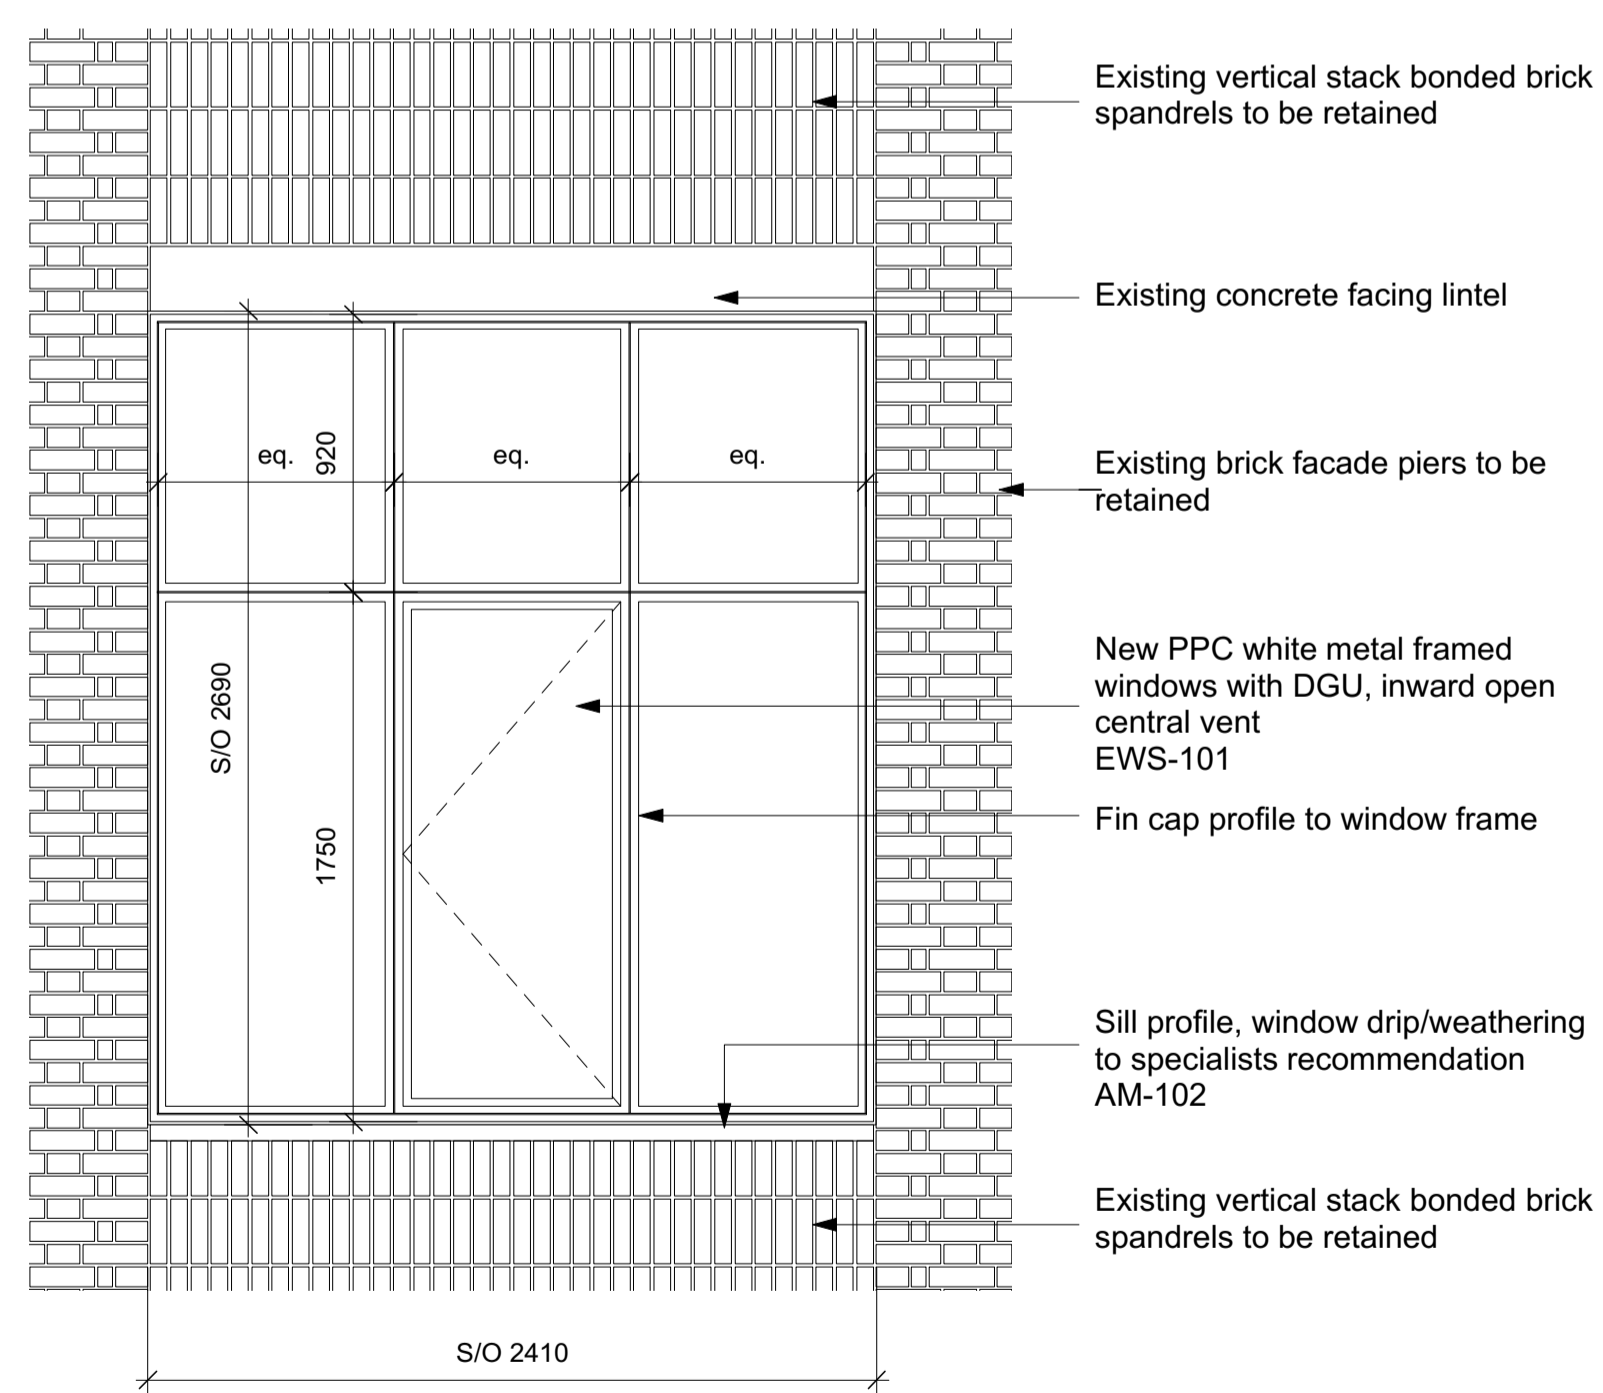 Existing vertical stack bonded brick
spandrels to be retained
Existing concrete facing lintel
eq.
920
eq.
eq.
Existing brick facade piers to be
retained
New PPC white metal framed
windows with DGU, inward open
central vent
EWS-101
S/O 2690
Fin cap profile to window frame
1750
Sill profile, window drip/weathering
to specialists recommendation
AM-102
Existing vertical stack bonded brick
spandrels to be retained
S/O 2410